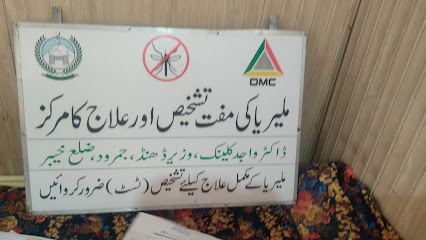 DMC
ملیریا کی مفت تشخیص اور علاج کا مرکز
ڈاکٹر واجد کلینک، وزیر ڈھنڈ، جمرود، ضلع خیبر
ملیریا کے مکمل علاج کیلئے تشخیص (ٹسٹ) ضرور کروائیں